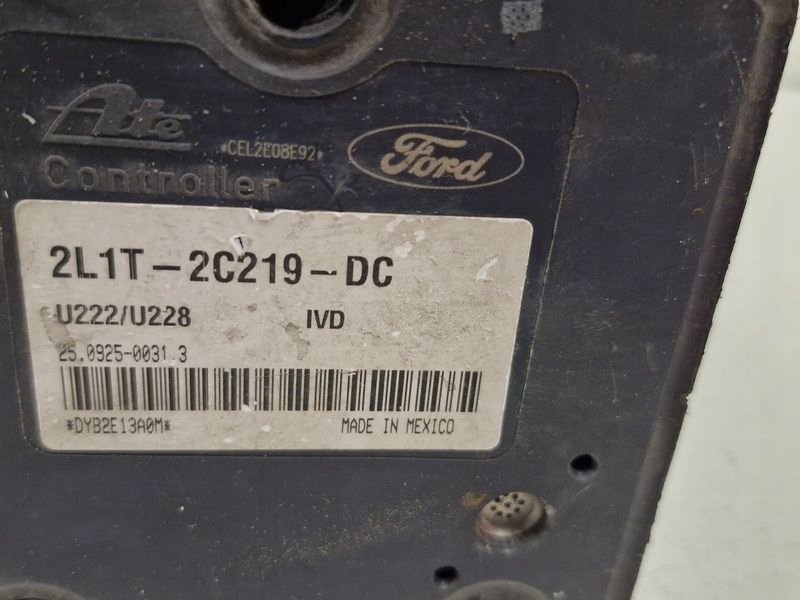 Ate
*CEL2E08E92*
Ford
Controller
2L1T-2C219-DC
U222/U228 IVD
25.0925-0031.3
*DYB2E13A0M* MADE IN MEXICO